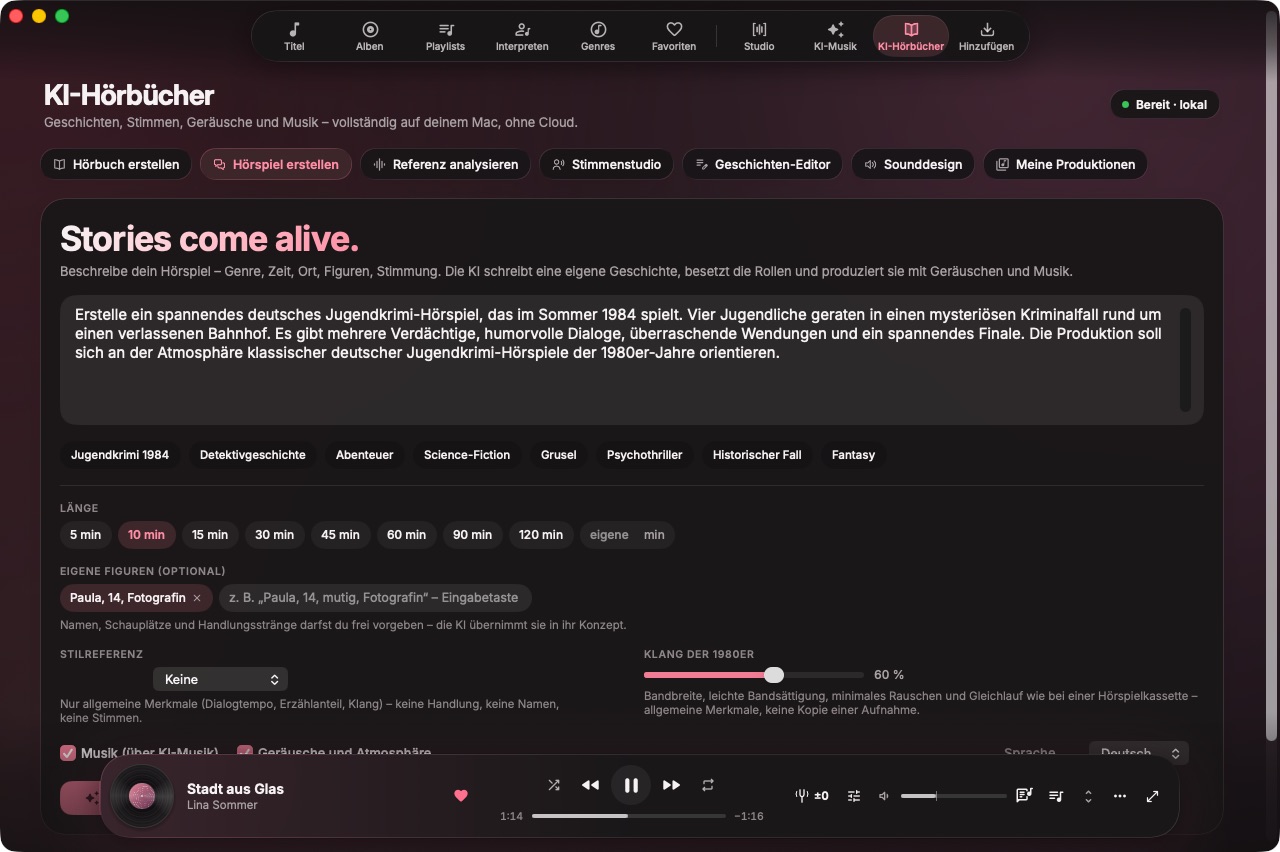 Titel
Alben
Playlists
Interpreten
Genres
Favoriten
Studio
KI-Musik
KI-Hörbücher
Hinzufügen
KI-Hörbücher
Geschichten, Stimmen, Geräusche und Musik – vollständig auf deinem Mac, ohne Cloud.
Bereit · lokal
Hörbuch erstellen
Hörspiel erstellen
Referenz analysieren
Stimmenstudio
Geschichten-Editor
Sounddesign
Meine Produktionen
Stories come alive.
Beschreibe dein Hörspiel – Genre, Zeit, Ort, Figuren, Stimmung. Die KI schreibt eine eigene Geschichte, besetzt die Rollen und produziert sie mit Geräuschen und Musik.
Erstelle ein spannendes deutsches Jugendkrimi-Hörspiel, das im Sommer 1984 spielt. Vier Jugendliche geraten in einen mysteriösen Kriminalfall rund um
einen verlassenen Bahnhof. Es gibt mehrere Verdächtige, humorvolle Dialoge, überraschende Wendungen und ein spannendes Finale. Die Produktion soll
sich an der Atmosphäre klassischer deutscher Jugendkrimi-Hörspiele der 1980er-Jahre orientieren.
Jugendkrimi 1984
Detektivgeschichte
Abenteuer
Science-Fiction
Grusel
Psychothriller
Historischer Fall
Fantasy
LÄNGE
5 min
10 min
15 min
30 min
45 min
60 min
90 min
120 min
eigene min
EIGENE FIGUREN (OPTIONAL)
Paula, 14, Fotografin ×
z. B. „Paula, 14, mutig, Fotografin“ – Eingabetaste
Namen, Schauplätze und Handlungsstränge darfst du frei vorgeben – die KI übernimmt sie in ihr Konzept.
STILREFERENZ
Keine
Nur allgemeine Merkmale (Dialogtempo, Erzählanteil, Klang) – keine Handlung, keine Namen,
keine Stimmen.
KLANG DER 1980ER
60 %
Bandbreite, leichte Bandsättigung, minimales Rauschen und Gleichlauf wie bei einer Hörspielkassette –
allgemeine Merkmale, keine Kopie einer Aufnahme.
Musik (über KI-Musik)
Geräusche und Atmosphäre
Sprache
Deutsch
Stadt aus Glas
Lina Sommer
1:14
−1:16
±0